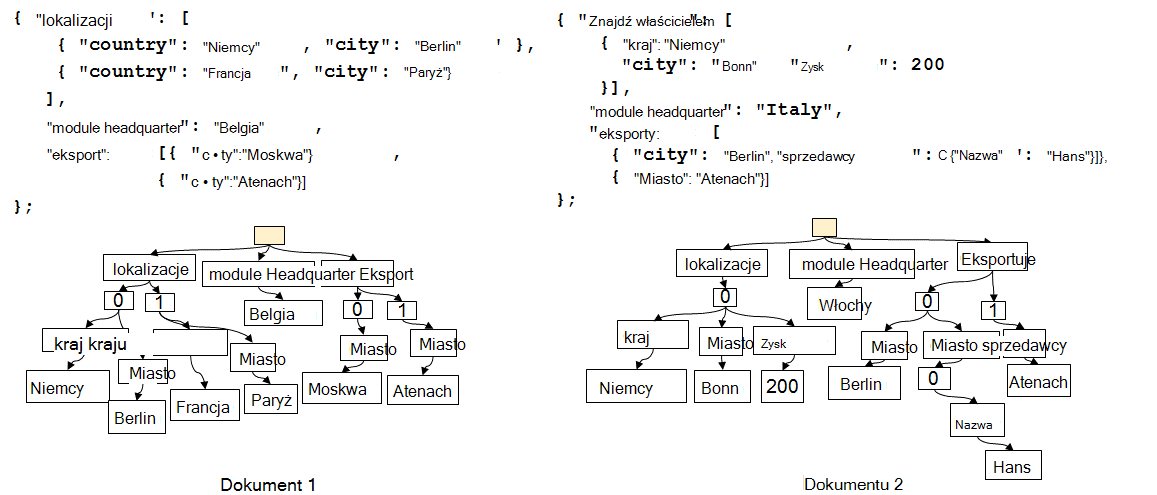 { "lokalizacji ': [
{ "country": "Niemcy" , "city": "Berlin" ' },
{ "country": "Francja ", "city": "Paryż"}
],
"module headquarter": "Belgia" ,
"eksport": [{ "c•ty":"Moskwa"} ,
{ "c•ty":"Atenach"}]
};
lokalizacje
module Headquarter Eksport
0 1
Belgia
0 1
kraj kraju
Miasto
Miasto
Miasto
Miasto
Niemcy
Berlin
Francja
Paryż
Moskwa
Atenach
Dokument 1
{ "Znajdź właścicielem": [
{ "kraj": "Niemcy" ,
"city": "Bonn" "Zysk ": 200
}],
"module headquarter": "Italy",
"eksporty: [
{ "city": "Berlin", "sprzedawcy ": C {"Nazwa" ': "Hans"}]},
{ "Miasto": "Atenach"}]
};
lokalizacje
module Headquarter
Eksportuje
0
Włochy
0
1
kraj
Miasto
Zysk
Miasto
Miasto sprzedawcy
Niemcy
Bonn
200
Berlin
0
Atenach
Nazwa
Hans
Dokumentu 2